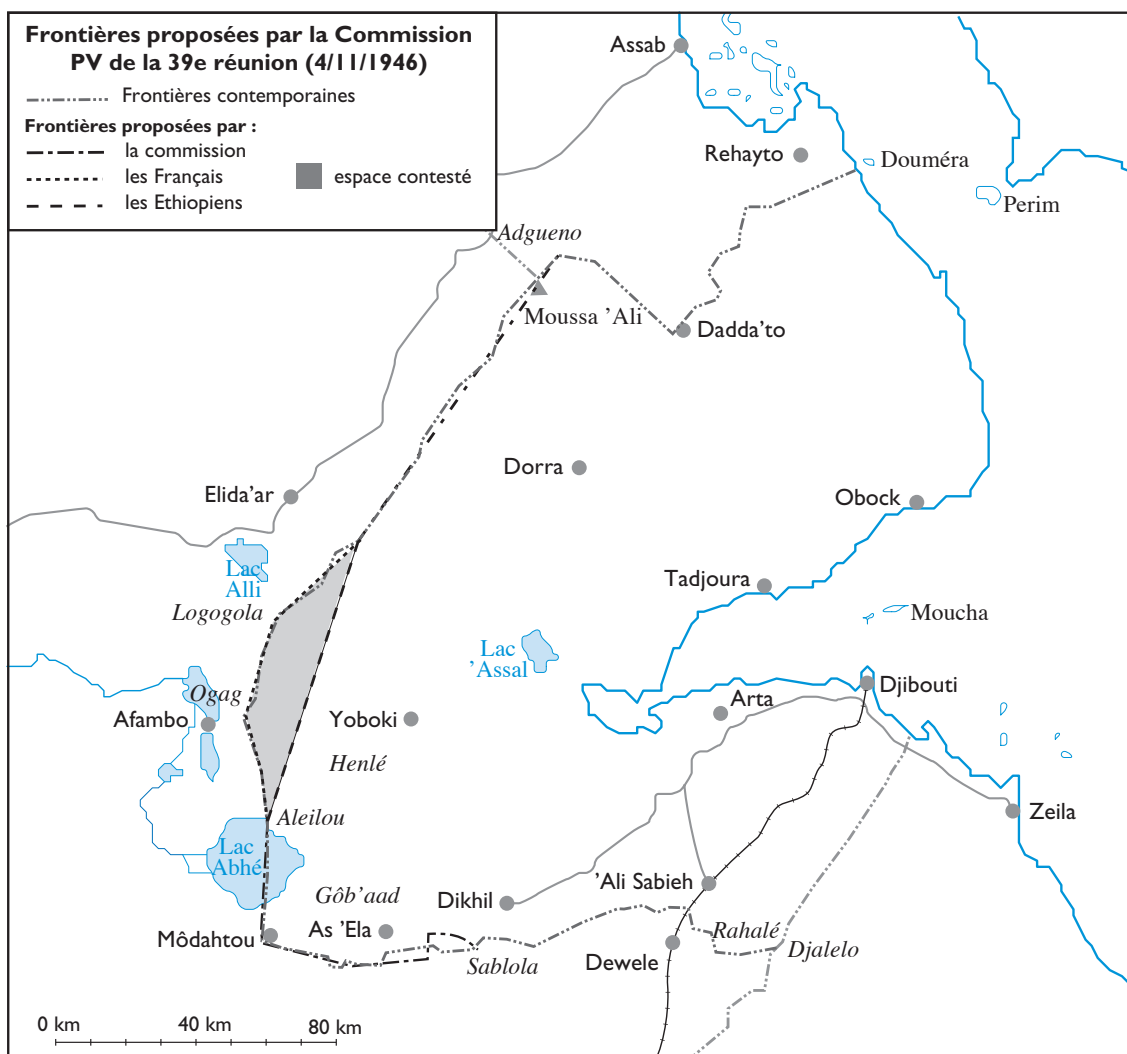 Frontières proposées par la Commission
PV de la 39e réunion (4/11/1946)
Frontières contemporaines
Frontières proposées par :
la commission
les Français
espace contesté
les Ethiopiens
Assab
Rehayto
Douméra
Perim
Adgueno
Moussa ’Ali
Dadda’to
Dorra
Elida’ar
Obock
Lac
Alli
Tadjoura
Logogola
Moucha
Lac
’Assal
Ogag
Djibouti
Afambo
Yoboki
Arta
Henlé
Aleilou
Zeila
Lac
Abhé
’Ali Sabieh
Gôb’aad
Dikhil
As ’Ela
Môdahtou
Rahalé
Djalelo
Sablola
Dewele
0 km
40 km
80 km